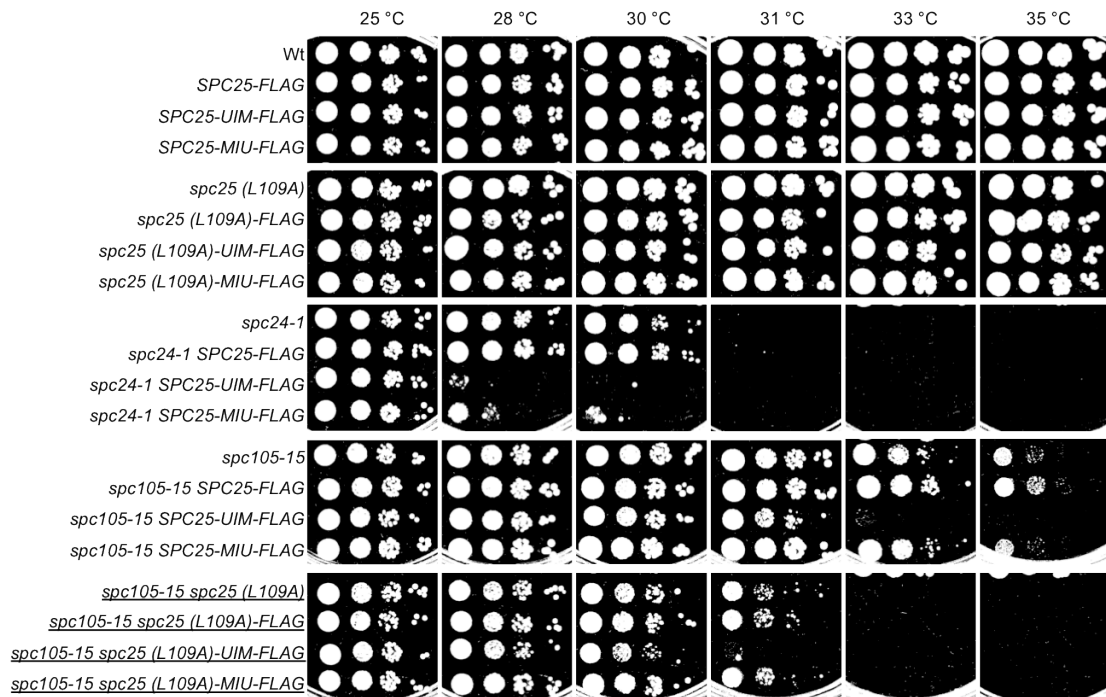 25 °C 28 °C 30 °C 31 °C 33 °C 35 °C
Wt
SPC25-FLAG
SPC25-UIM-FLAG
SPC25-MIU-FLAG
spc25 (L109A)
spc25 (L109A)-FLAG
spc25 (L109A)-UIM-FLAG
spc25 (L109A)-MIU-FLAG
spc24-1
spc24-1 SPC25-FLAG
spc24-1 SPC25-UIM-FLAG
spc24-1 SPC25-MIU-FLAG
spc105-15
spc105-15 SPC25-FLAG
spc105-15 SPC25-UIM-FLAG
spc105-15 SPC25-MIU-FLAG
spc105-15 spc25 (L109A)
spc105-15 spc25 (L109A)-FLAG
spc105-15 spc25 (L109A)-UIM-FLAG
spc105-15 spc25 (L109A)-MIU-FLAG